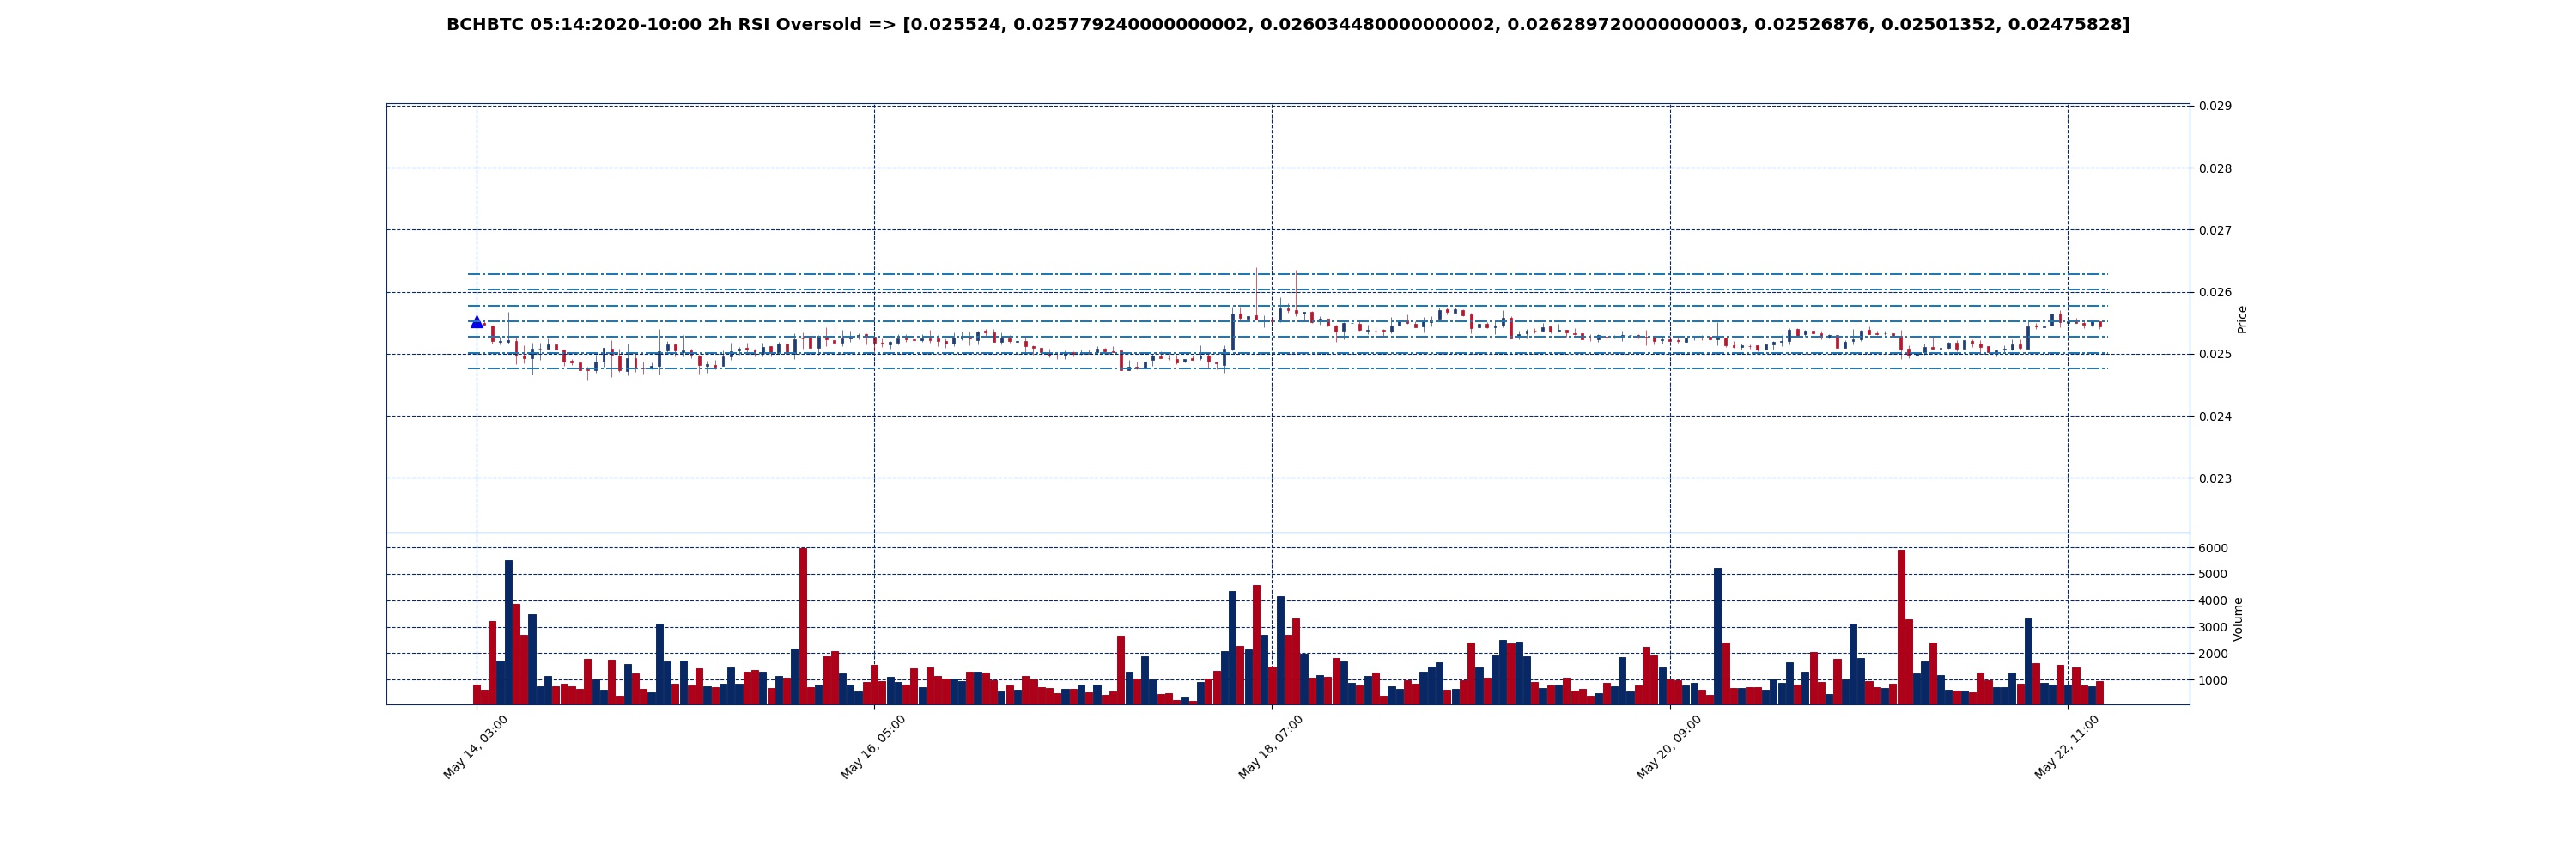 BCHBTC 05:14:2020-10:00 2h RSI Oversold => [0.025524, 0.025779240000000002, 0.026034480000000002, 0.026289720000000003, 0.02526876, 0.02501352, 0.02475828]
0.029
0.028
0.027
0.026
0.025
0.024
0.023
Price
6000
5000
4000
3000
2000
1000
Volume
May 14, 03:00
May 16, 05:00
May 18, 07:00
May 20, 09:00
May 22, 11:00